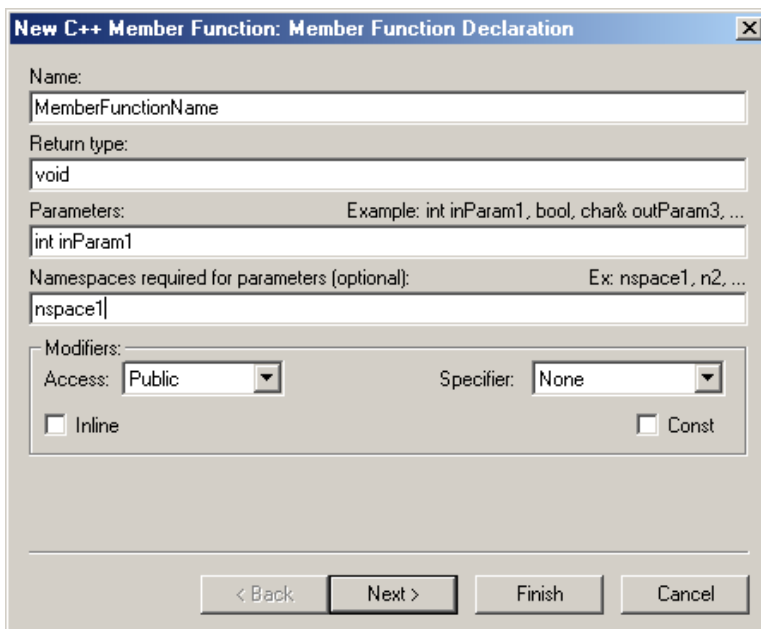 New C++ Member Function: Member Function Declaration
Name:
MemberFunctionName
Return type:
void
Parameters: Example: int inParam1, bool, char& outParam3, ...
int inParam1
Namespaces required for parameters (optional): Ex: nspace1, n2, ...
nspace1
Modifiers:
Access: Public Specifier: None
Inline Const
< Back Next > Finish Cancel